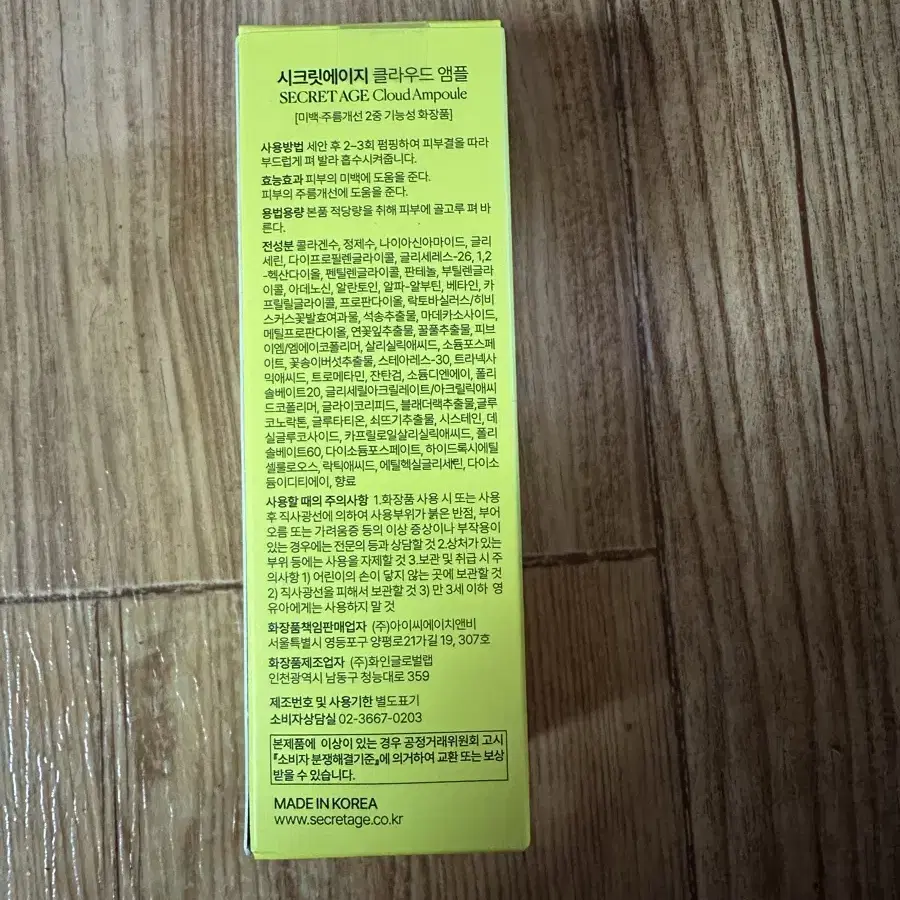 시크릿에이지 클라우드 앰플
SECRET AGE Cloud Ampoule
[미백·주름개선 2중 기능성 화장품]
사용방법 세안 후 2-3회 펌핑하여 피부결을 따라
부드럽게 펴 발라 흡수시켜줍니다.
효능효과 피부의 미백에 도움을 준다.
피부의 주름개선에 도움을 준다.
용법용량 본품 적당량을 취해 피부에 골고루 펴 바
른다.
전성분 콜라겐수, 정제수, 나이아신아마이드, 글리
세린, 다이프로필렌글라이콜, 글리세레스-26, 1,2
-헥산다이올, 펜틸렌글라이콜, 판테놀, 부틸렌글라
이콜, 아데노신, 알란토인, 알파-알부틴, 베타인, 카
프릴릴글라이콜, 프로판다이올, 락토바실러스/히비
스커스꽃발효여과물, 석송추출물, 마데카소사이드,
메틸프로판다이올, 연꽃잎추출물, 꿀풀추출물, 피브
이엠/엠에이코폴리머, 살리실릭애씨드, 소듐포스페
이트, 꽃송이버섯추출물, 스테아레스-30, 트라넥사
믹애씨드, 트로메타민, 잔탄검, 소듐디엔에이, 폴리
솔베이트20, 글리세릴아크릴레이트/아크릴릭애씨
드코폴리머, 글라이코리피드, 블래더랙추출물,글루
코노락톤, 글루타티온, 쇠뜨기추출물, 시스테인, 데
실글루코사이드, 카프릴로일살리실릭애씨드, 폴리
솔베이트60, 다이소듐포스페이트, 하이드록시에틸
셀룰로오스, 락틱애씨드, 에틸헥실글리세린, 다이소
듐이디티에이, 향료
사용할 때의 주의사항 1.화장품 사용 시 또는 사용
후 직사광선에 의하여 사용부위가 붉은 반점, 부어
오름 또는 가려움증 등의 이상 증상이나 부작용이
있는 경우에는 전문의 등과 상담할 것 2.상처가 있는
부위 등에는 사용을 자제할 것 3.보관 및 취급 시 주
의사항 1) 어린이의 손이 닿지 않는 곳에 보관할 것
2) 직사광선을 피해서 보관할 것 3) 만 3세 이하 영
유아에게는 사용하지 말 것
화장품책임판매업자 (주)아이씨에이치앤비
서울특별시 영등포구 양평로21가길 19, 307호
화장품제조업자 (주)화인글로벌랩
인천광역시 남동구 청능대로 359
제조번호 및 사용기한 별도표기
소비자상담실 02-3667-0203
본제품에 이상이 있는 경우 공정거래위원회 고시
『소비자 분쟁해결기준』에 의거하여 교환 또는 보상
받을 수 있습니다.
MADE IN KOREA
www.secretage.co.kr